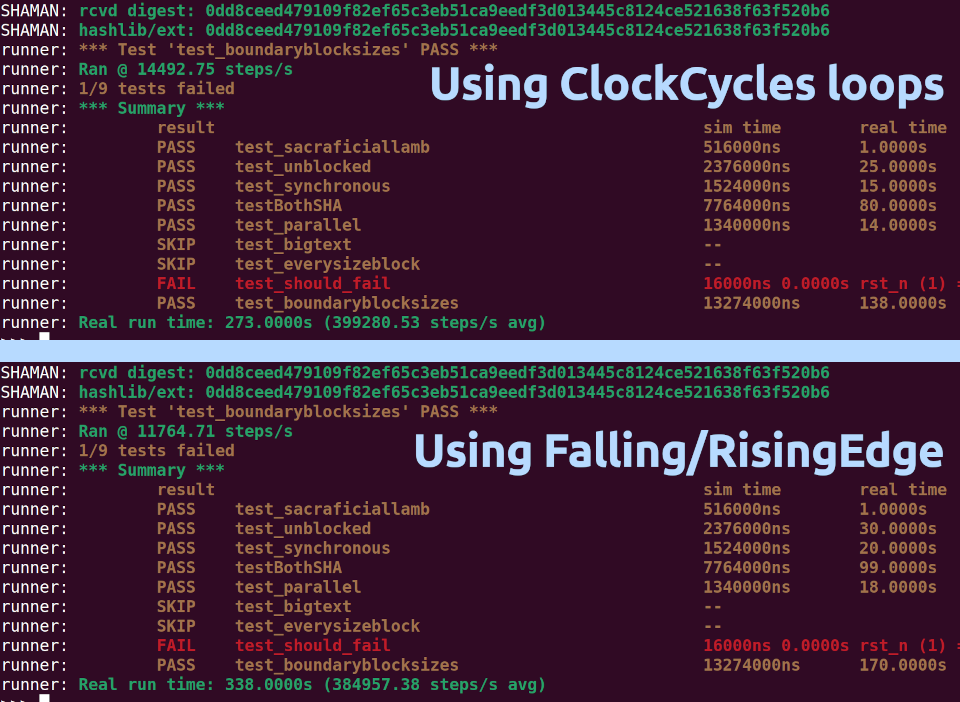 SHAMAN: rcvd digest: 0dd8ceed479109f82ef65c3eb51ca9eedf3d013445c8124ce521638f63f520b6
SHAMAN: hashlib/ext: 0dd8ceed479109f82ef65c3eb51ca9eedf3d013445c8124ce521638f63f520b6
runner: *** Test 'test_boundaryblocksizes' PASS ***
runner: Ran @ 14492.75 steps/s
Using ClockCycles loops
runner: 1/9 tests failed
runner: *** Summary ***
runner: result sim time real time
runner: PASS test_sacraficiallamb 516000ns 1.0000s
runner: PASS test_unblocked 2376000ns 25.0000s
runner: PASS test_synchronous 1524000ns 15.0000s
runner: PASS testBothSHA 7764000ns 80.0000s
runner: PASS test_parallel 1340000ns 14.0000s
runner: SKIP test_bigtext --
runner: SKIP test_everysizeblock --
runner: FAIL test_should_fail 16000ns 0.0000s rst_n (1) =
runner: PASS test_boundaryblocksizes 13274000ns 138.0000s
runner: Real run time: 273.0000s (399280.53 steps/s avg)
SHAMAN: rcvd digest: 0dd8ceed479109f82ef65c3eb51ca9eedf3d013445c8124ce521638f63f520b6
SHAMAN: hashlib/ext: 0dd8ceed479109f82ef65c3eb51ca9eedf3d013445c8124ce521638f63f520b6
runner: *** Test 'test_boundaryblocksizes' PASS ***
runner: Ran @ 11764.71 steps/s
Using Falling/RisingEdge
runner: 1/9 tests failed
runner: *** Summary ***
runner: result sim time real time
runner: PASS test_sacraficiallamb 516000ns 1.0000s
runner: PASS test_unblocked 2376000ns 30.0000s
runner: PASS test_synchronous 1524000ns 20.0000s
runner: PASS testBothSHA 7764000ns 99.0000s
runner: PASS test_parallel 1340000ns 18.0000s
runner: SKIP test_bigtext --
runner: SKIP test_everysizeblock --
runner: FAIL test_should_fail 16000ns 0.0000s rst_n (1) =
runner: PASS test_boundaryblocksizes 13274000ns 170.0000s
runner: Real run time: 338.0000s (384957.38 steps/s avg)